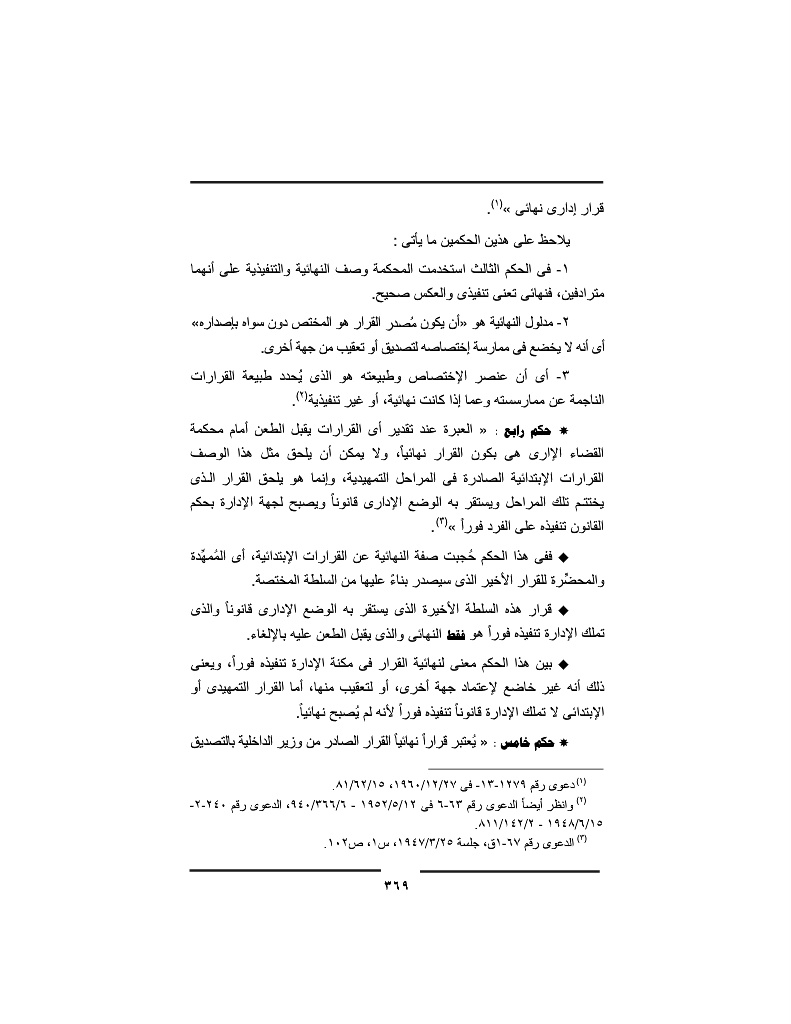 قرار إدارى نهائى »(١).
يلاحظ على هذين الحكمين ما يأتى :
١- فى الحكم الثالث استخدمت المحكمة وصف النهائية والتنفيذية على أنهما
مترادفين، فنهائى تعنى تنفيذى والعكس صحيح.
٢- مدلول النهائية هو «أن يكون مُصدر القرار هو المختص دون سواه بإصداره»
أى أنه لا يخضع فى ممارسة إختصاصه لتصديق أو تعقيب من جهة أخرى.
٣- أى أن عنصر الإختصاص وطبيعته هو الذى يُحدد طبيعة القرارات
الناجمة عن ممارسسته وعما إذا كانت نهائية، أو غير تنفيذية(٢).
* حكم رابع : « العبرة عند تقدير أى القرارات يقبل الطعن أمام محكمة
القضاء الإارى هى بكون القرار نهائياً، ولا يمكن أن يلحق مثل هذا الوصف
القرارات الإبتدائية الصادرة فى المراحل التمهيدية، وإنما هو يلحق القرار الذى
يختتم تلك المراحل ويستقر به الوضع الإدارى قانوناً ويصبح لجهة الإدارة بحكم
القانون تنفيذه على الفرد فوراً »(٣).
◆ ففى هذا الحكم حُجبت صفة النهائية عن القرارات الإبتدائية، أى المُمهِّدة
والمحضِّرة للقرار الأخير الذى سيصدر بناءً عليها من السلطة المختصة.
◆ قرار هذه السلطة الأخيرة الذى يستقر به الوضع الإدارى قانوناً والذى
تملك الإدارة تنفيذه فوراً هو فقط النهائى والذى يقبل الطعن عليه بالإلغاء.
◆ بين هذا الحكم معنى لنهائية القرار فى مكنة الإدارة تنفيذه فوراً، ويعنى
ذلك أنه غير خاضع لإعتماد جهة أخرى، أو لتعقيب منها، أما القرار التمهيدى أو
الإبتدائى لا تملك الإدارة قانوناً تنفيذه فوراً لأنه لم يُصبح نهائياً.
* حكم خامس : « يُعتبر قراراً نهائياً القرار الصادر من وزير الداخلية بالتصديق
(١) دعوى رقم ١٢٧٩-١٣- فى ١٩٦٠/١٢/٢٧، ٨١/٦٢/١٥.
(٢) وانظر أيضاً الدعوى رقم ٦٣-٦ فى ١٩٥٢/٥/١٢ - ٩٤٠/٣٦٦/٦، الدعوى رقم ٢٤٠-٢-
١٩٤٨/٦/١٥ - ٨١١/١٤٢/٢.
(٣) الدعوى رقم ٦٧-١ق، جلسة ١٩٤٧/٣/٢٥، س١، ص١٠٢.
٣٦٩